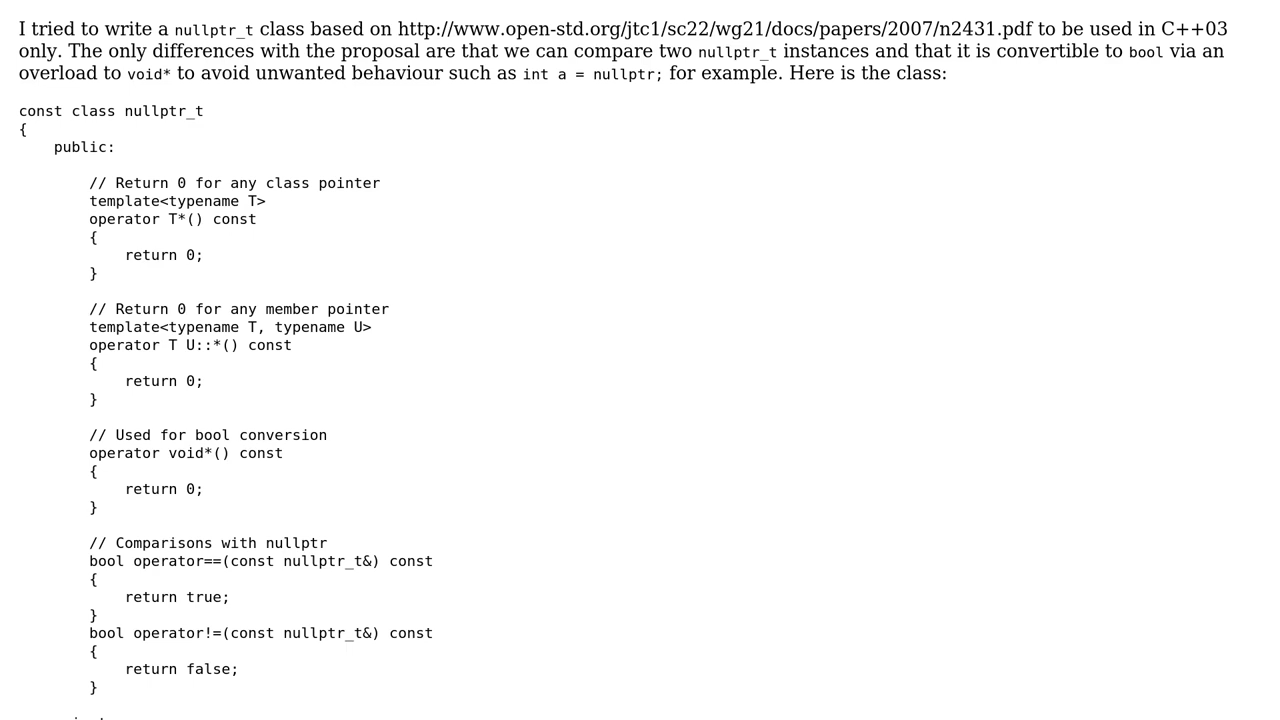 I tried to write a nullptr_t class based on http://www.open-std.org/jtc1/sc22/wg21/docs/papers/2007/n2431.pdf to be used in C++03
only. The only differences with the proposal are that we can compare two nullptr_t instances and that it is convertible to bool via an
overload to void* to avoid unwanted behaviour such as int a = nullptr; for example. Here is the class:
const class nullptr_t
{
    public:
        // Return 0 for any class pointer
        template<typename T>
        operator T*() const
        {
            return 0;
        }
        // Return 0 for any member pointer
        template<typename T, typename U>
        operator T U::*() const
        {
            return 0;
        }
        // Used for bool conversion
        operator void*() const
        {
            return 0;
        }
        // Comparisons with nullptr
        bool operator==(const nullptr_t&) const
        {
            return true;
        }
        bool operator!=(const nullptr_t&) const
        {
            return false;
        }